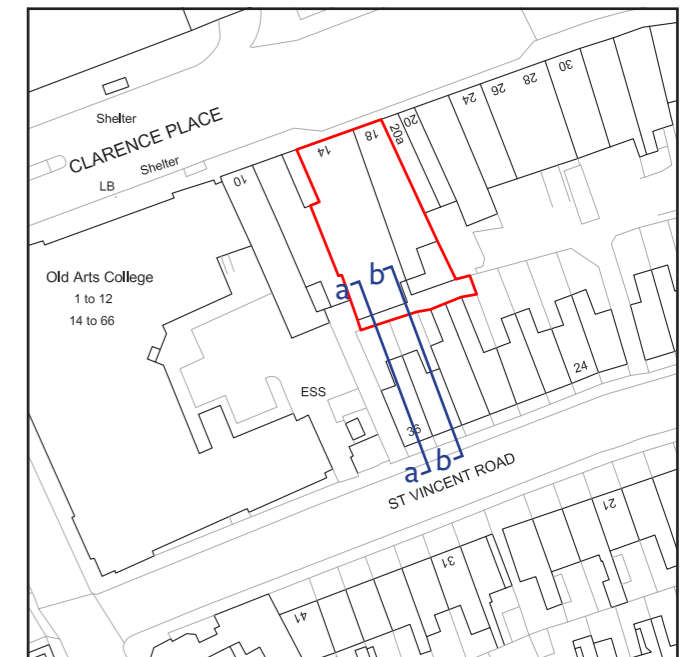 Shelter
CLARENCE PLACE
Shelter
LB
10
14
18
20a
20
24
26
28
30
Old Arts College
1 to 12
14 to 66
a
b
ESS
24
36
a
b
ST VINCENT ROAD
21
31
41